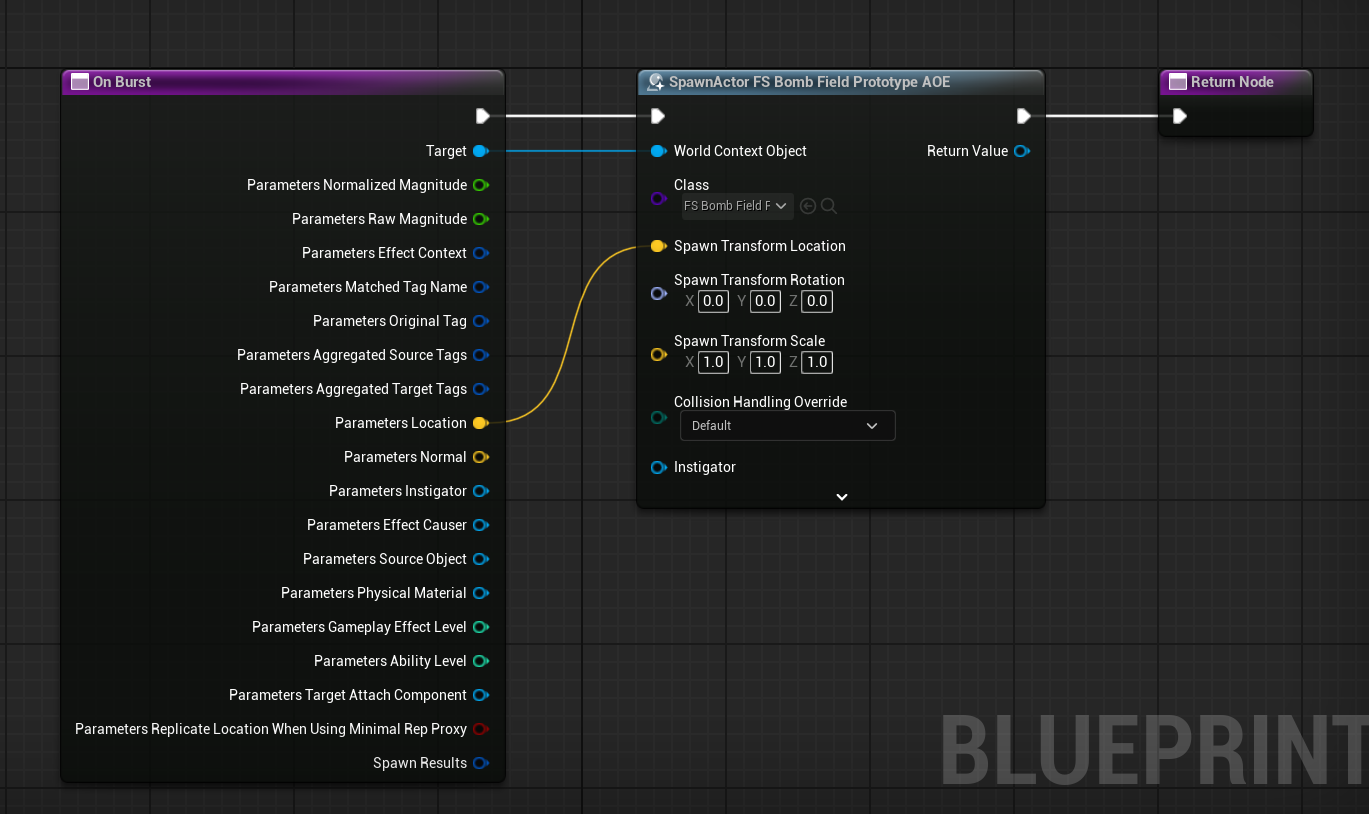 On Burst
Target
Parameters Normalized Magnitude
Parameters Raw Magnitude
Parameters Effect Context
Parameters Matched Tag Name
Parameters Original Tag
Parameters Aggregated Source Tags
Parameters Aggregated Target Tags
Parameters Location
Parameters Normal
Parameters Instigator
Parameters Effect Causer
Parameters Source Object
Parameters Physical Material
Parameters Gameplay Effect Level
Parameters Ability Level
Parameters Target Attach Component
Parameters Replicate Location When Using Minimal Rep Proxy
Spawn Results
SpawnActor FS Bomb Field Prototype AOE
World Context Object
Return Value
Class
FS Bomb Field F
Spawn Transform Location
Spawn Transform Rotation
X 0.0 Y 0.0 Z 0.0
Spawn Transform Scale
X 1.0 Y 1.0 Z 1.0
Collision Handling Override
Default
Instigator
Return Node
BLUEPRINT